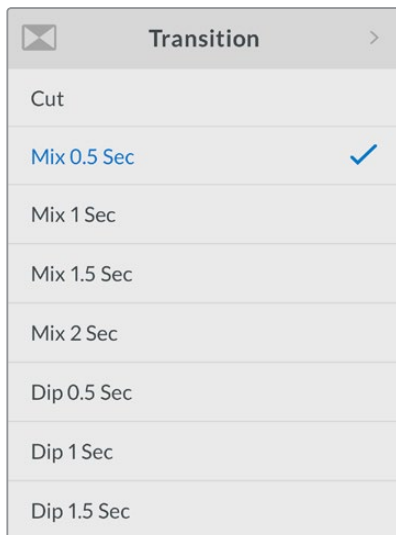 Transition
Cut
Mix 0.5 Sec
Mix 1 Sec
Mix 1.5 Sec
Mix 2 Sec
Dip 0.5 Sec
Dip 1 Sec
Dip 1.5 Sec